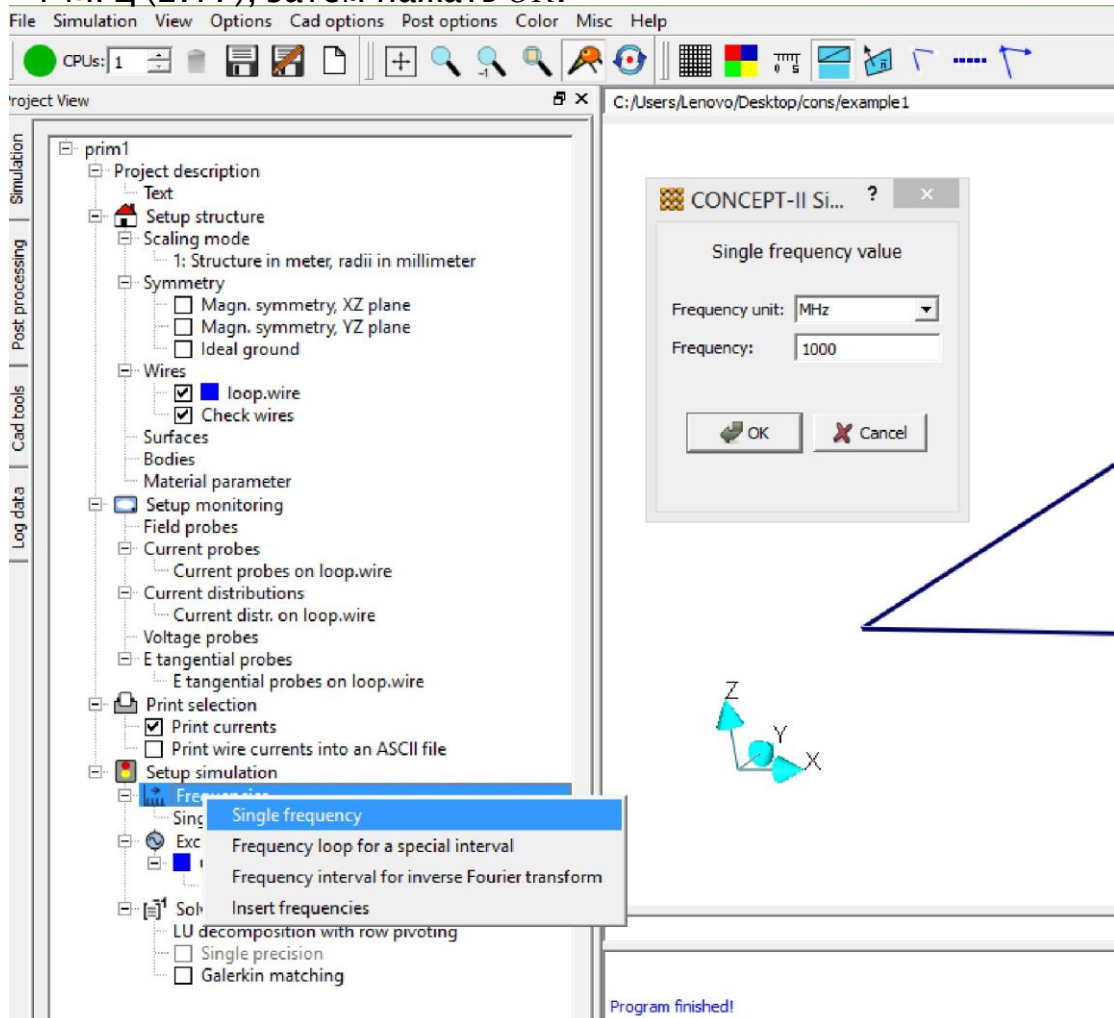 File Simulation View Options Cad options Post options Color Misc Help
CPUs: 1
-1
0 s
n
Project View
C:/Users/Lenovo/Desktop/cons/example1
Simulation
Post processing
Cad tools
Log data
prim1
Project description
Text
Setup structure
Scaling mode
1: Structure in meter, radii in millimeter
Symmetry
Magn. symmetry, XZ plane
Magn. symmetry, YZ plane
Ideal ground
Wires
loop.wire
Check wires
Surfaces
Bodies
Material parameter
Setup monitoring
Field probes
Current probes
Current probes on loop.wire
Current distributions
Current distr. on loop.wire
Voltage probes
E tangential probes
E tangential probes on loop.wire
Print selection
Print currents
Print wire currents into an ASCII file
Setup simulation
Frequencies
Sing
Exc
Solv
LU decomposition with row pivoting
Single precision
Galerkin matching
Single frequency
Frequency loop for a special interval
Frequency interval for inverse Fourier transform
Insert frequencies
CONCEPT-II Si... ? ×
Single frequency value
Frequency unit: MHz
Frequency: 1000
OK Cancel
Z
Y
X
Program finished!